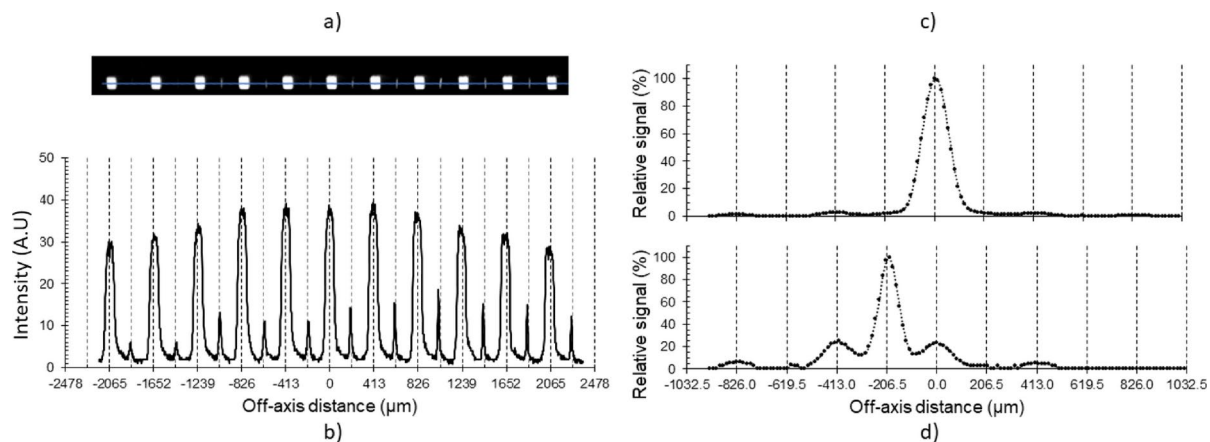 a)
50
40
30
20
10
0
Intensity (A.U)
-2478 -2065 -1652 -1239 -826 -413 0 413 826 1239 1652 2065 2478
Off-axis distance (µm)
b)
c)
Relative signal (%)
100
80
60
40
20
0
Relative signal (%)
100
80
60
40
20
0
-1032.5 -826.0 -619.5 -413.0 -206.5 0.0 206.5 413.0 619.5 826.0 1032.5
Off-axis distance (µm)
d)